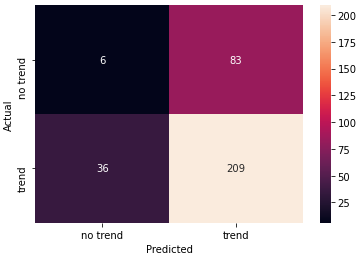 6
83
36
209
no trend
trend
Actual
no trend
trend
Predicted
200
175
150
125
100
75
50
25